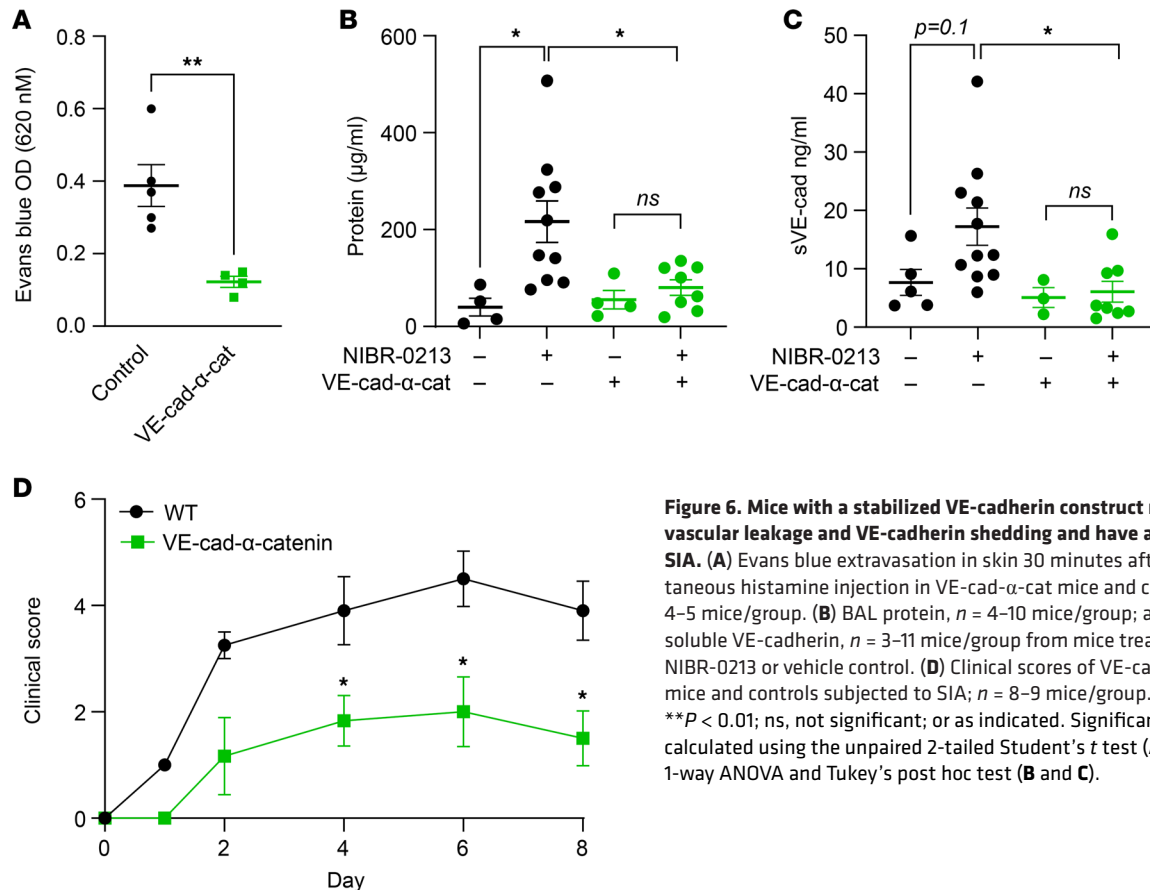 A
Evans blue OD (620 nM)
0.8
0.6
0.4
0.2
0.0
**
Control
VE-cad-α-cat
B
Protein (µg/ml)
600
400
200
0
*
*
ns
NIBR-0213
– + – +
VE-cad-α-cat
– – + +
C
sVE-cad ng/ml
50
40
30
20
10
0
p=0.1
*
ns
NIBR-0213
– + – +
VE-cad-α-cat
– – + +
D
Clinical score
6
4
2
0
WT
VE-cad-α-catenin
*
*
*
0 2 4 6 8
Day
Figure 6. Mice with a stabilized VE-cadherin construct
vascular leakage and VE-cadherin shedding and have a
SIA. (A) Evans blue extravasation in skin 30 minutes aft
taneous histamine injection in VE-cad-α-cat mice and c
4–5 mice/group. (B) BAL protein, n = 4–10 mice/group; a
soluble VE-cadherin, n = 3–11 mice/group from mice trea
NIBR-0213 or vehicle control. (D) Clinical scores of VE-ca
mice and controls subjected to SIA; n = 8–9 mice/group.
**P < 0.01; ns, not significant; or as indicated. Significan
calculated using the unpaired 2-tailed Student's t test (
1-way ANOVA and Tukey's post hoc test (B and C).